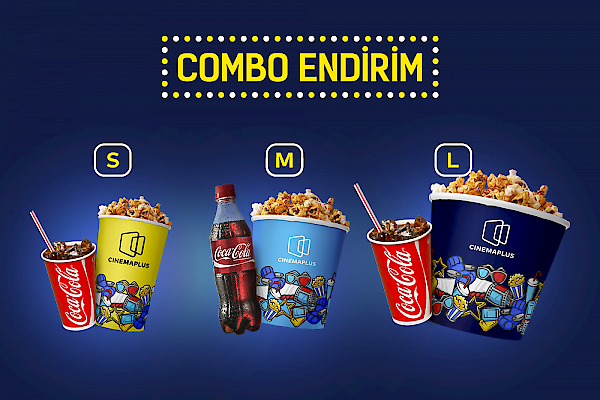 COMBO ENDİRİM
S
M
L
Coca-Cola
CINEMAPLUS
Coca-Cola
CINEMAPLUS
Coca-Cola
CINEMAPLUS